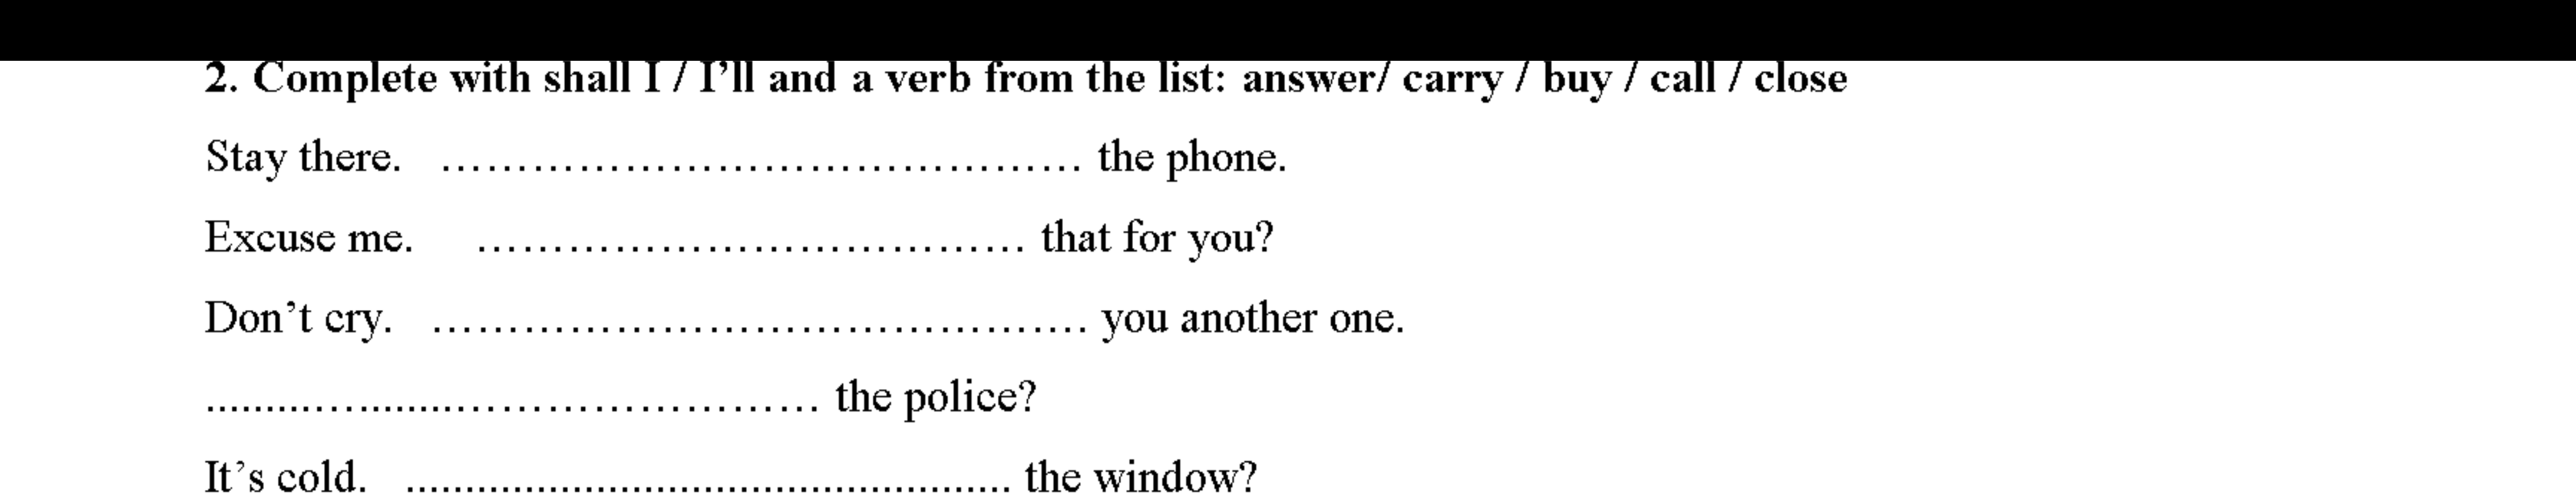 2. Complete with shall I / I’ll and a verb from the list: answer/ carry / buy / call / close
Stay there. ………………………………………… the phone.
Excuse me. ………………………………… that for you?
Don’t cry. ………………………………………… you another one.
..........….........………………………… the police?
It’s cold. .................................................. the window?